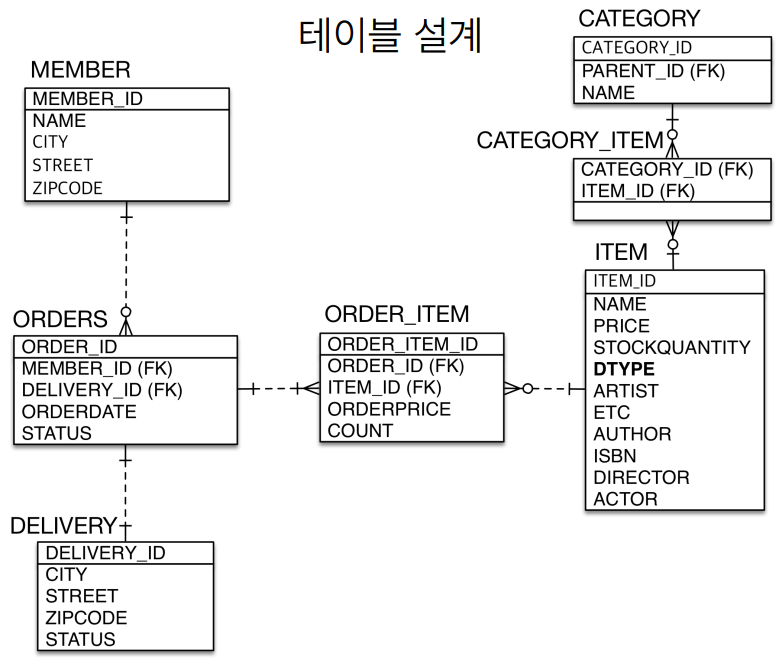 테이블 설계
MEMBER
MEMBER_ID
NAME
CITY
STREET
ZIPCODE
ORDERS
ORDER_ID
MEMBER_ID (FK)
DELIVERY_ID (FK)
ORDERDATE
STATUS
DELIVERY
DELIVERY_ID
CITY
STREET
ZIPCODE
STATUS
ORDER_ITEM
ORDER_ITEM_ID
ORDER_ID (FK)
ITEM_ID (FK)
ORDERPRICE
COUNT
CATEGORY
CATEGORY_ID
PARENT_ID (FK)
NAME
CATEGORY_ITEM
CATEGORY_ID (FK)
ITEM_ID (FK)
ITEM
ITEM_ID
NAME
PRICE
STOCKQUANTITY
DTYPE
ARTIST
ETC
AUTHOR
ISBN
DIRECTOR
ACTOR